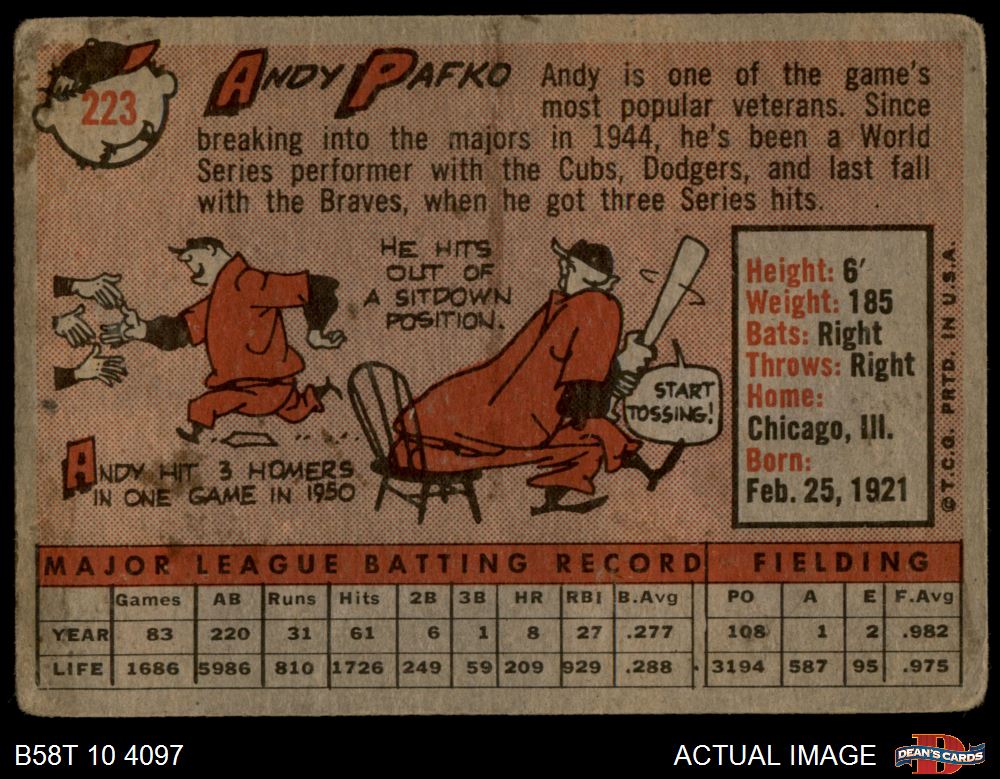 223
ANDY PAFKO
Andy is one of the game's
most popular veterans. Since
breaking into the majors in 1944, he's been a World
Series performer with the Cubs, Dodgers, and last fall
with the Braves, when he got three Series hits.
HE HITS
OUT OF
A SITDOWN
POSITION.
START
TOSSING!
ANDY HIT 3 HOMERS
IN ONE GAME IN 1950
Height: 6'
Weight: 185
Bats: Right
Throws: Right
Home:
Chicago, Ill.
Born:
Feb. 25, 1921
©T.C.G. PRTD. IN U.S.A.
MAJOR LEAGUE BATTING RECORD FIELDING
Games AB Runs Hits 2B 3B HR RBI B.Avg PO A E F.Avg
YEAR 83 220 31 61 6 1 8 27 .277 108 1 2 .982
LIFE 1686 5986 810 1726 249 59 209 929 .288 3194 587 95 .975
B58T 10 4097
ACTUAL IMAGE
DEAN'S CARDS